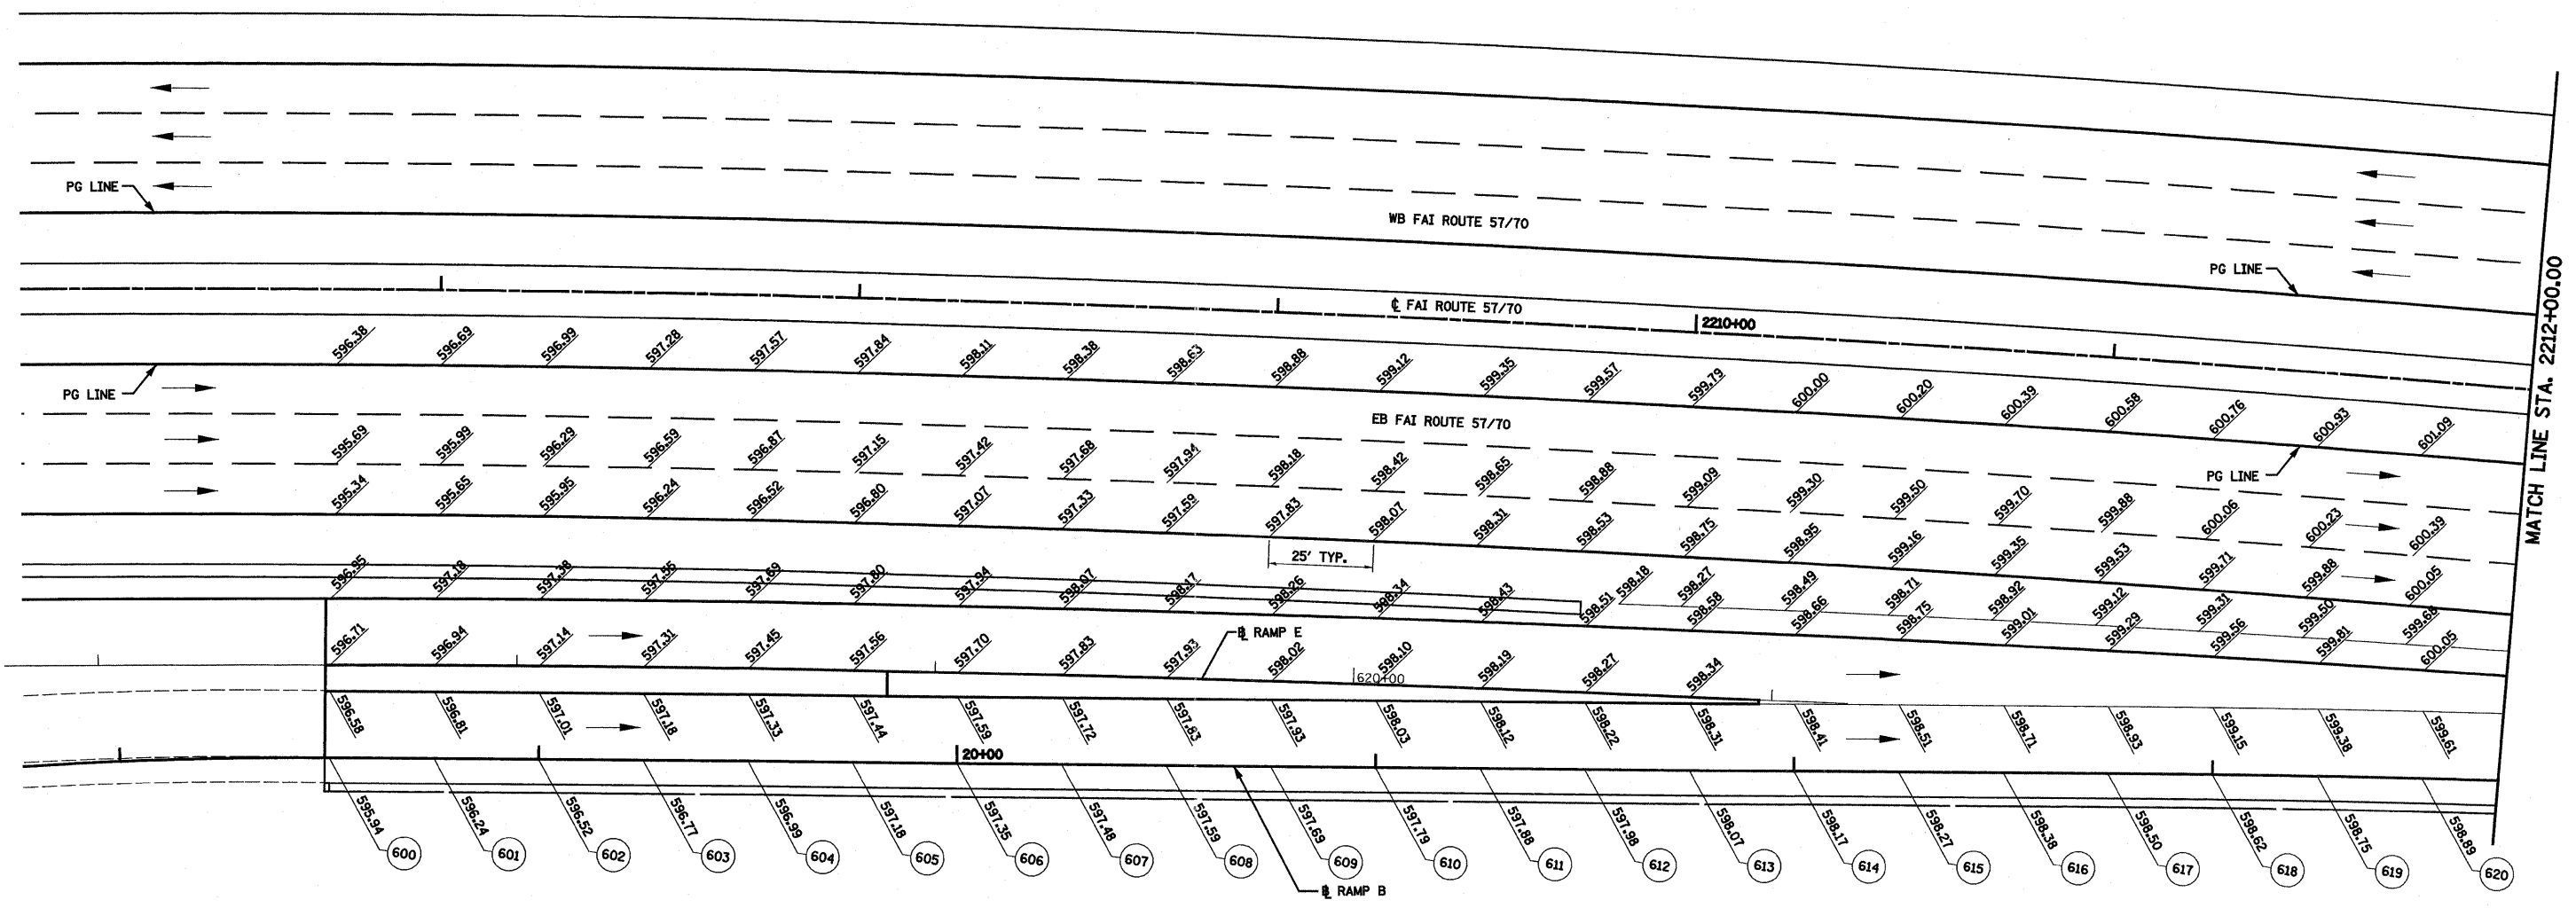 PG LINE
WB FAI ROUTE 57/70
PG LINE
℄ FAI ROUTE 57/70
2210+00
MATCH LINE STA. 2212+00.00
596.38 596.69 596.99 597.28 597.57 597.84 598.11 598.38 598.63 598.88 599.12 599.35 599.57 599.79 600.00 600.20 600.39 600.58 600.76 600.93 601.09
PG LINE
EB FAI ROUTE 57/70
PG LINE
595.69 595.99 596.29 596.59 596.87 597.15 597.42 597.68 597.94 598.18 598.42 598.65 598.88 599.09 599.30 599.50 599.70 599.88 600.06 600.23 600.39
595.34 595.65 595.95 596.24 596.52 596.80 597.07 597.33 597.59 597.83 598.07 598.31 598.53 598.75 598.95 599.16 599.35 599.53 599.71 599.88 600.05
25' TYP.
598.18 598.27 598.49 598.71 598.92 599.12 599.31 599.50 599.68
596.95 597.18 597.38 597.55 597.69 597.80 597.94 598.07 598.17 598.26 598.34 598.43 598.51 598.58 598.66 598.75 599.01 599.29 599.56 599.81 600.05
596.71 596.94 597.14 597.31 597.45 597.56 597.70 597.83 597.93 598.02 598.10 598.19 598.27 598.34
℄ RAMP E
620+00
596.58 596.81 597.01 597.18 597.33 597.44 597.59 597.72 597.83 597.93 598.03 598.12 598.22 598.31 598.41 598.51 598.71 598.93 599.15 599.38 599.61
20+00
595.94 596.24 596.52 596.77 596.99 597.18 597.35 597.48 597.59 597.69 597.79 597.88 597.98 598.07 598.17 598.27 598.38 598.50 598.62 598.75 598.89
600 601 602 603 604 605 606 607 608 609 610 611 612 613 614 615 616 617 618 619 620
℄ RAMP B